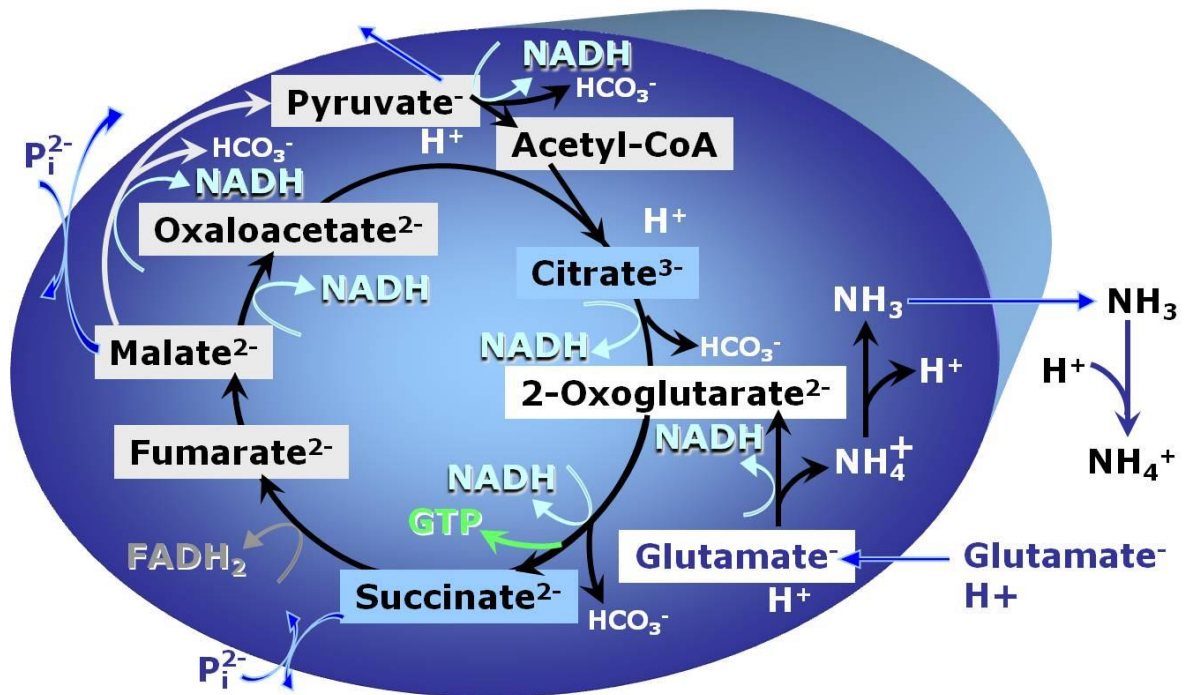 NADH
HCO₃⁻
Pyruvate⁻
H⁺
Acetyl-CoA
Pᵢ²⁻
HCO₃⁻
NADH
Oxaloacetate²⁻
H⁺
Citrate³⁻
NADH
NH₃
NH₃
Malate²⁻
NADH
HCO₃⁻
H⁺
H⁺
2-Oxoglutarate²⁻
Fumarate²⁻
NADH
NH₄⁺
NH₄⁺
NADH
GTP
FADH₂
Glutamate⁻
Glutamate⁻
H⁺
H+
Succinate²⁻
HCO₃⁻
Pᵢ²⁻